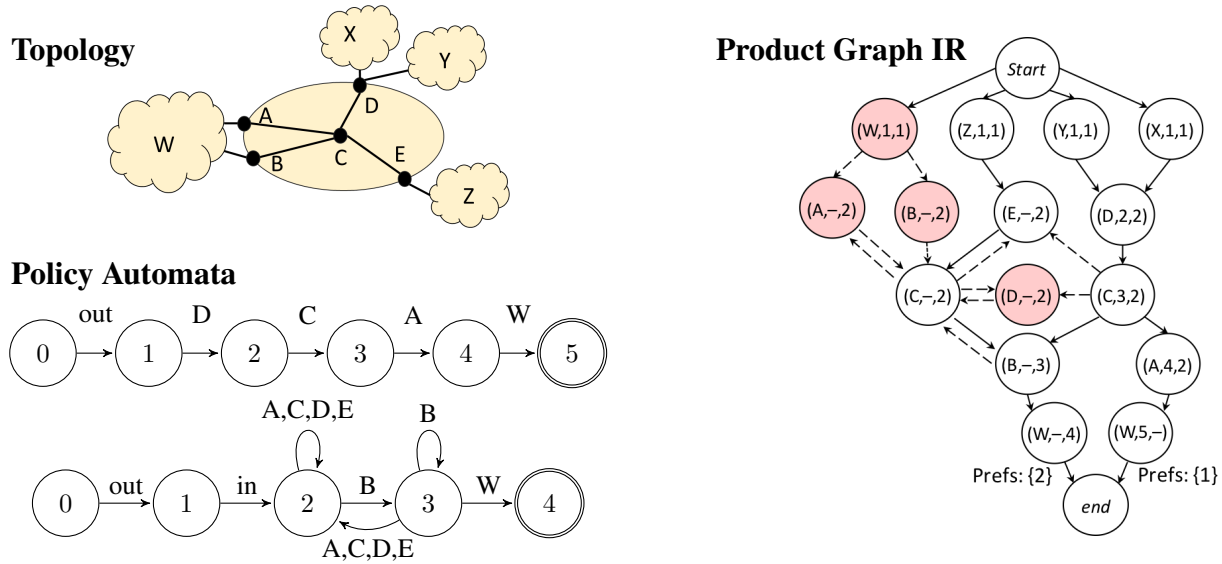 Topology
X
Y
W
A
D
B
C
E
Z
Policy Automata
out D C A W
0 1 2 3 4 5
A,C,D,E B
out in B W
0 1 2 3 4
A,C,D,E
Product Graph IR
Start
(W,1,1) (Z,1,1) (Y,1,1) (X,1,1)
(A,–,2) (B,–,2) (E,–,2) (D,2,2)
(C,–,2) (D,–,2) (C,3,2)
(B,–,3) (A,4,2)
(W,–,4) (W,5,–)
Prefs: {2} Prefs: {1}
end